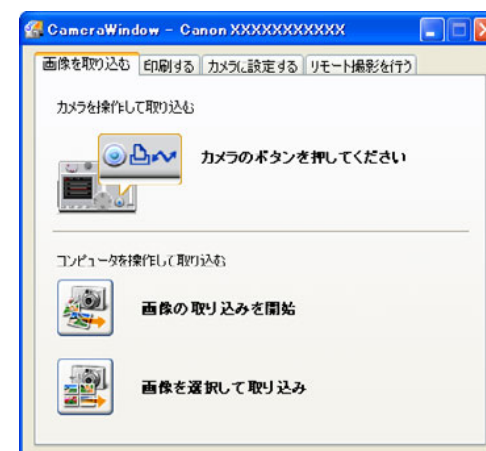 CameraWindow - Canon XXXXXXXXXXX
画像を取り込む 印刷する カメラに設定する リモート撮影を行う
カメラを操作して取り込む
カメラのボタンを押してください
コンピュータを操作して取り込む
画像の取り込みを開始
画像を選択して取り込み